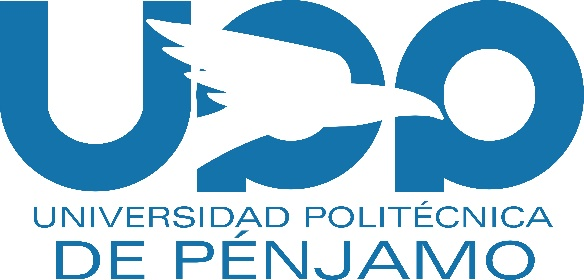 UPP
UNIVERSIDAD POLITÉCNICA
DE PÉNJAMO